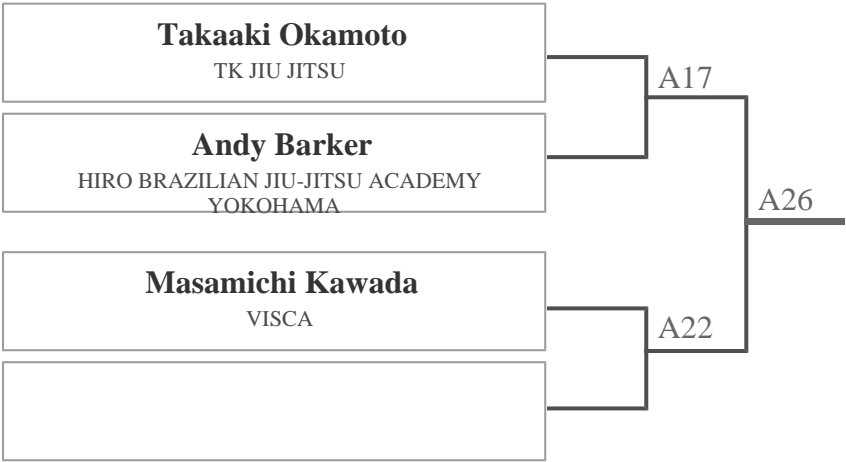 Takaaki Okamoto
TK JIU JITSU
A17
Andy Barker
HIRO BRAZILIAN JIU-JITSU ACADEMY
YOKOHAMA
A26
Masamichi Kawada
VISCA
A22